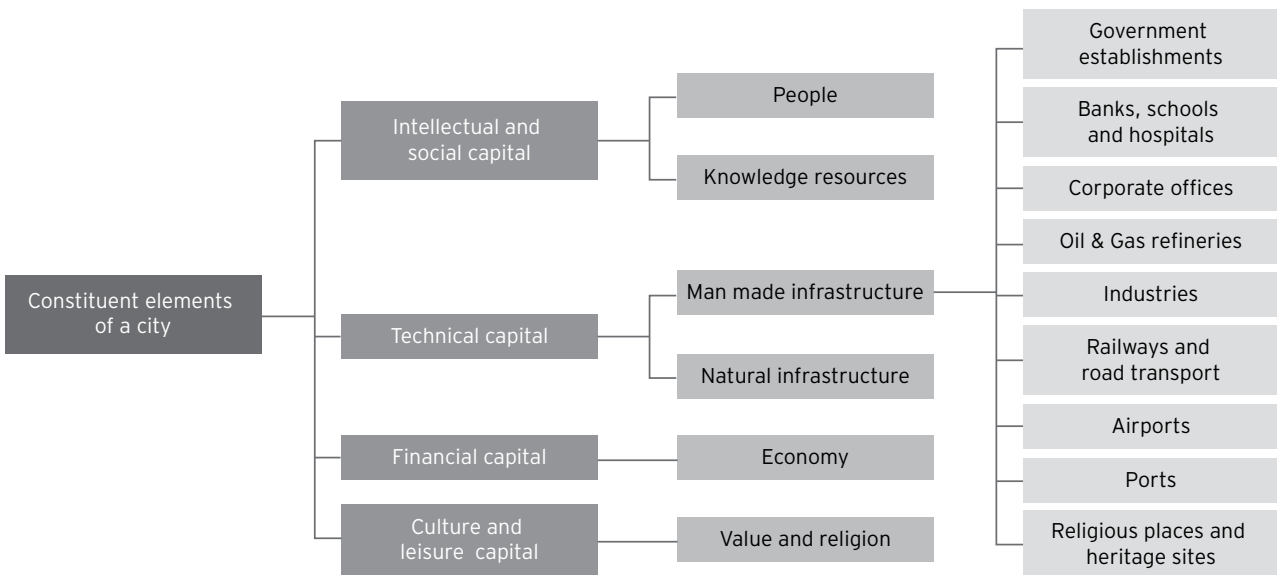 Constituent elements
of a city
Intellectual and
social capital
Technical capital
Financial capital
Culture and
leisure capital
People
Knowledge resources
Man made infrastructure
Natural infrastructure
Economy
Value and religion
Government
establishments
Banks, schools
and hospitals
Corporate offices
Oil & Gas refineries
Industries
Railways and
road transport
Airports
Ports
Religious places and
heritage sites